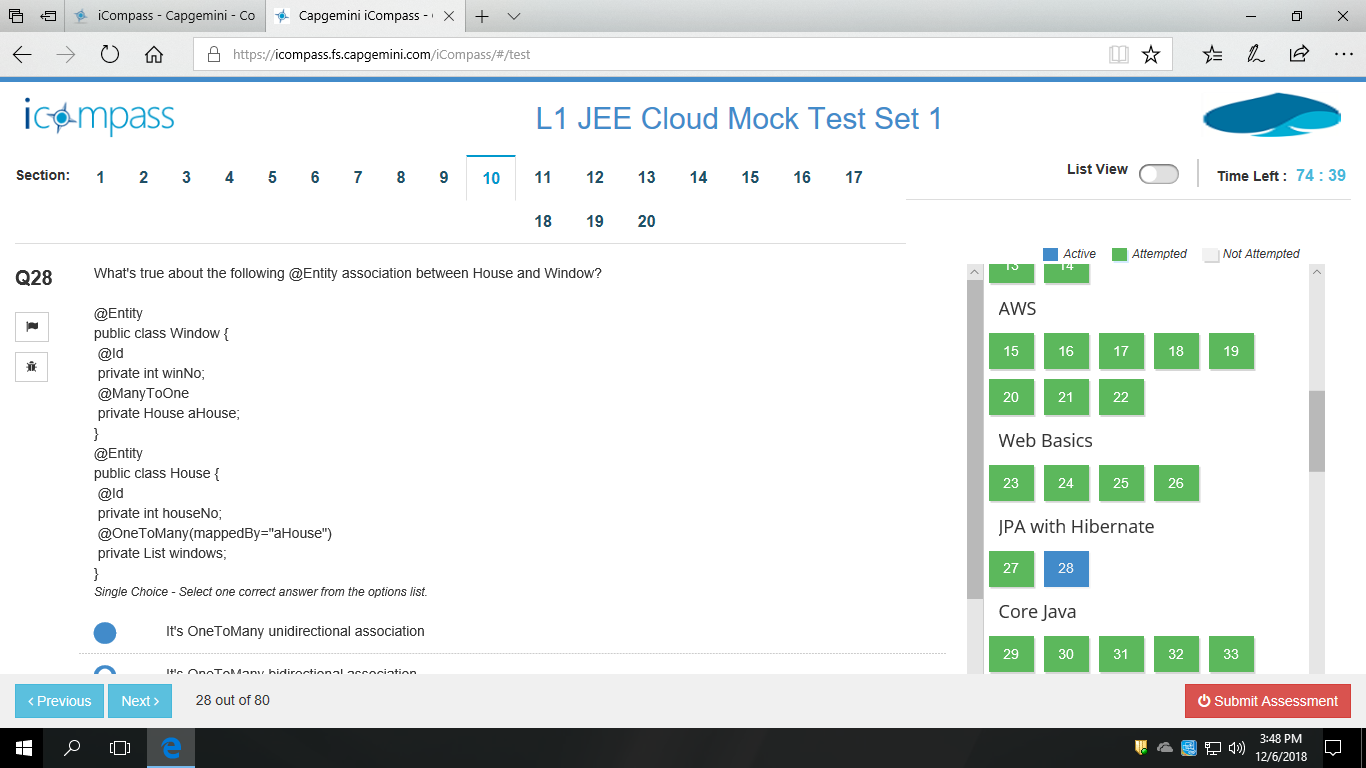 iCompass - Capgemini - Co
Capgemini iCompass -
https://icompass.fs.capgemini.com/iCompass/#/test
icompass
L1 JEE Cloud Mock Test Set 1
Section: 1 2 3 4 5 6 7 8 9 10 11 12 13 14 15 16 17
18 19 20
List View
Time Left : 74 : 39
Active Attempted Not Attempted
Q28
What's true about the following @Entity association between House and Window?
@Entity
public class Window {
@Id
private int winNo;
@ManyToOne
private House aHouse;
}
@Entity
public class House {
@Id
private int houseNo;
@OneToMany(mappedBy="aHouse")
private List windows;
}
Single Choice - Select one correct answer from the options list.
It's OneToMany unidirectional association
It's OneToMany bidirectional association
13 14
AWS
15 16 17 18 19
20 21 22
Web Basics
23 24 25 26
JPA with Hibernate
27 28
Core Java
29 30 31 32 33
‹ Previous
Next ›
28 out of 80
Submit Assessment
3:48 PM
12/6/2018